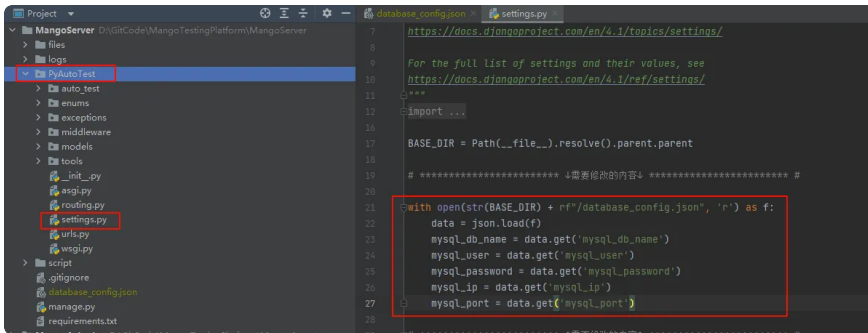 Project
MangoServer D:\GitCode\MangoTestingPlatform\MangoServer
files
logs
PyAutoTest
auto_test
enums
exceptions
middleware
models
tools
__init__.py
asgi.py
routing.py
settings.py
urls.py
wsgi.py
script
.gitignore
database_config.json
manage.py
requirements.txt
database_config.json
settings.py
7 https://docs.djangoproject.com/en/4.1/topics/settings/
8
9 For the full list of settings and their values, see
10 https://docs.djangoproject.com/en/4.1/ref/settings/
11 """
12 import ...
16
17 BASE_DIR = Path(__file__).resolve().parent.parent
18
19 # ************************ ↓需要修改的内容↓ ************************ #
20
21 with open(str(BASE_DIR) + rf"/database_config.json", 'r') as f:
22 data = json.load(f)
23 mysql_db_name = data.get('mysql_db_name')
24 mysql_user = data.get('mysql_user')
25 mysql_password = data.get('mysql_password')
26 mysql_ip = data.get('mysql_ip')
27 mysql_port = data.get('mysql_port')
28